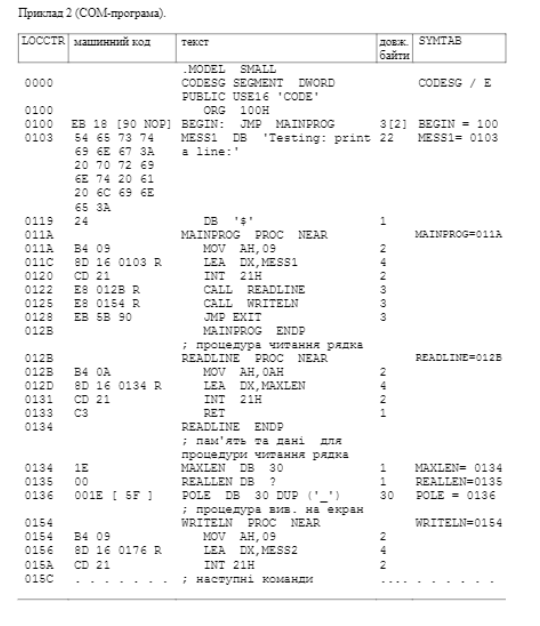 Приклад 2 (COM-програма).
LOCCTR машинний код текст довж. байти SYMTAB
.MODEL SMALL
0000 CODESG SEGMENT DWORD CODESG / E
PUBLIC USE16 'CODE'
0100 ORG 100H
0100 EB 18 [90 NOP] BEGIN: JMP MAINPROG 3[2] BEGIN = 100
0103 54 65 73 74 MESS1 DB 'Testing: print 22 MESS1= 0103
69 6E 67 3A a line:'
20 70 72 69
6E 74 20 61
20 6C 69 6E
65 3A
0119 24 DB '$' 1
011A MAINPROG PROC NEAR MAINPROG=011A
011A B4 09 MOV AH,09 2
011C 8D 16 0103 R LEA DX,MESS1 4
0120 CD 21 INT 21H 2
0122 E8 012B R CALL READLINE 3
0125 E8 0154 R CALL WRITELN 3
0128 EB 5B 90 JMP EXIT 3
012B MAINPROG ENDP
; процедура читання рядка
012B READLINE PROC NEAR READLINE=012B
012B B4 0A MOV AH,0AH 2
012D 8D 16 0134 R LEA DX,MAXLEN 4
0131 CD 21 INT 21H 2
0133 C3 RET 1
0134 READLINE ENDP
; пам'ять та дані для
процедури читання рядка
0134 1E MAXLEN DB 30 1 MAXLEN= 0134
0135 00 REALLEN DB ? 1 REALLEN=0135
0136 001E [ 5F ] POLE DB 30 DUP ('_') 30 POLE = 0136
; процедура вив. на екран
0154 WRITELN PROC NEAR WRITELN=0154
0154 B4 09 MOV AH,09 2
0156 8D 16 0176 R LEA DX,MESS2 4
015A CD 21 INT 21H 2
015C . . . . . . . ; наступні команди .... . . . . .